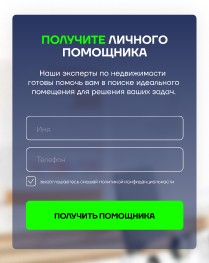 ПОЛУЧИТЕ ЛИЧНОГО
ПОМОЩНИКА
Наши эксперты по недвижимости
готовы помочь вам в поиске идеального
помещения для решения ваших задач.
Имя
Телефон
политикой конфиденциальности
ПОЛУЧИТЬ ПОМОЩНИКА